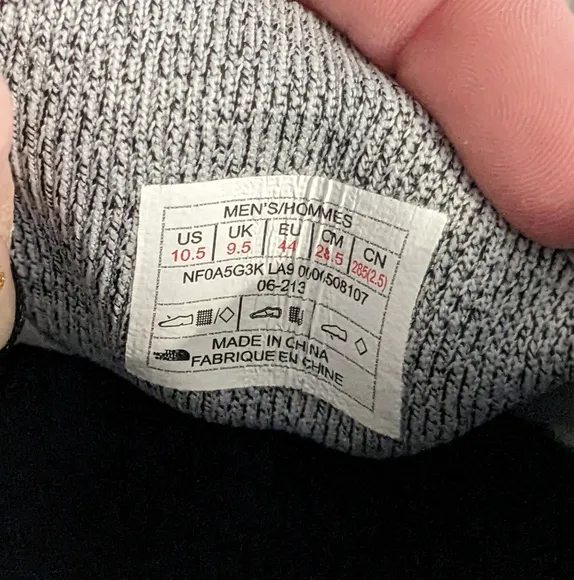 MEN'S/HOMMES
US UK EU CM CN
10.5 9.5 44 28.5 285(2.5)
NF0A5G3K LA9
06-213
MADE IN CHINA
FABRIQUE EN CHINE